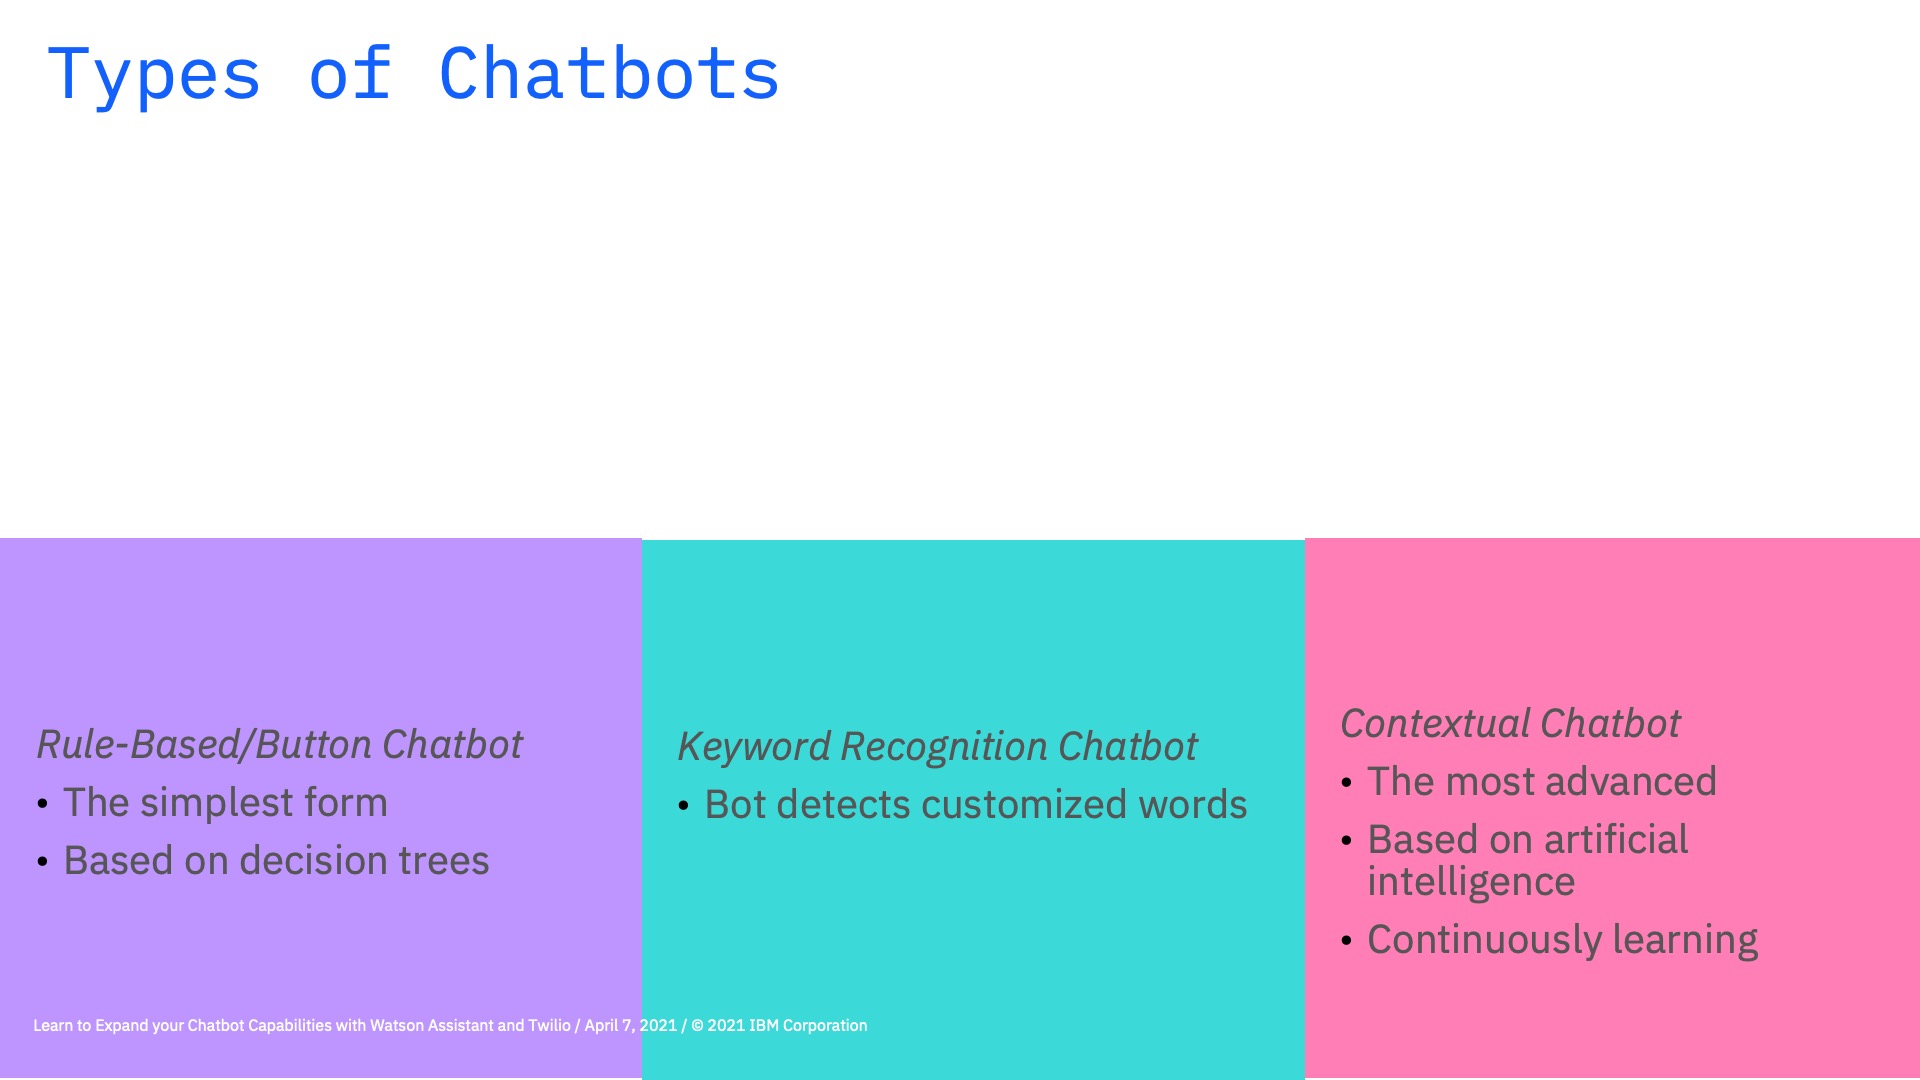 Types of Chatbots
Rule-Based/Button Chatbot
• The simplest form
• Based on decision trees
Keyword Recognition Chatbot
• Bot detects customized words
Contextual Chatbot
• The most advanced
• Based on artificial
intelligence
• Continuously learning
Learn to Expand your Chatbot Capabilities with Watson Assistant and Twilio / April 7, 2021 / © 2021 IBM Corporation